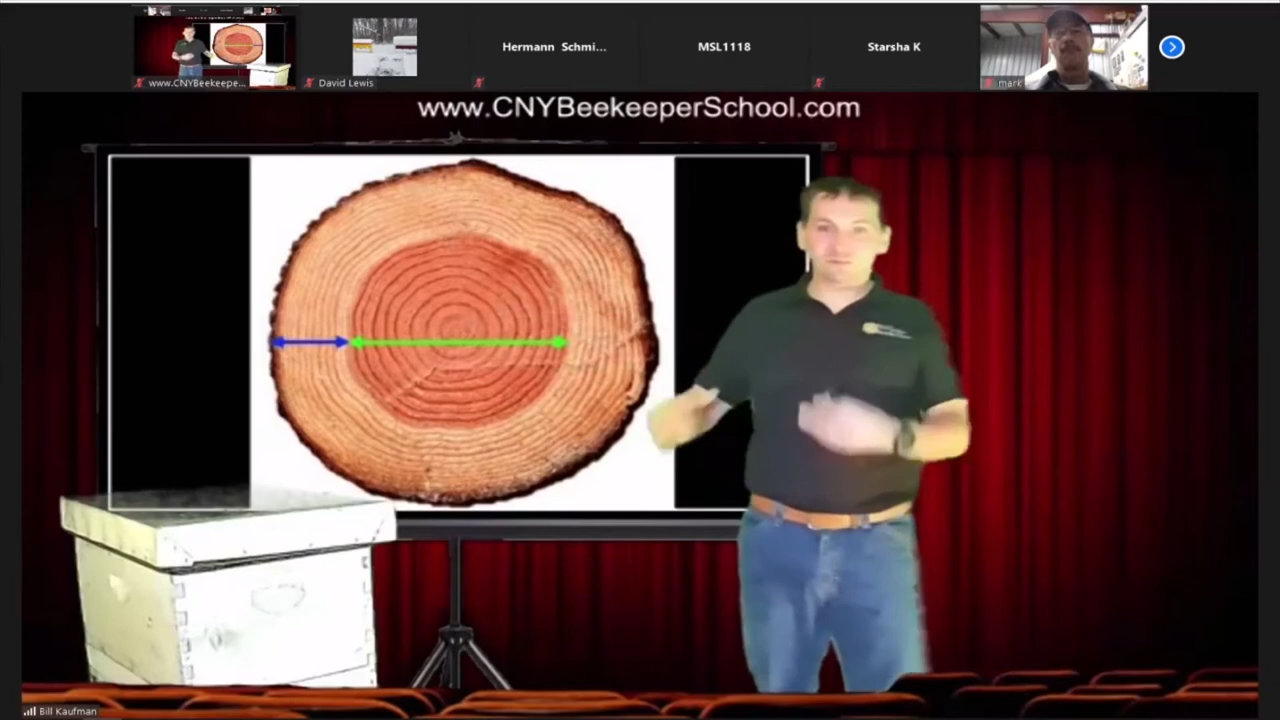 www.CNYBeekeepe...
David Lewis
Hermann Schmi...
MSL1118
Starsha K
mark
www.CNYBeekeeperSchool.com
Bill Kaufman